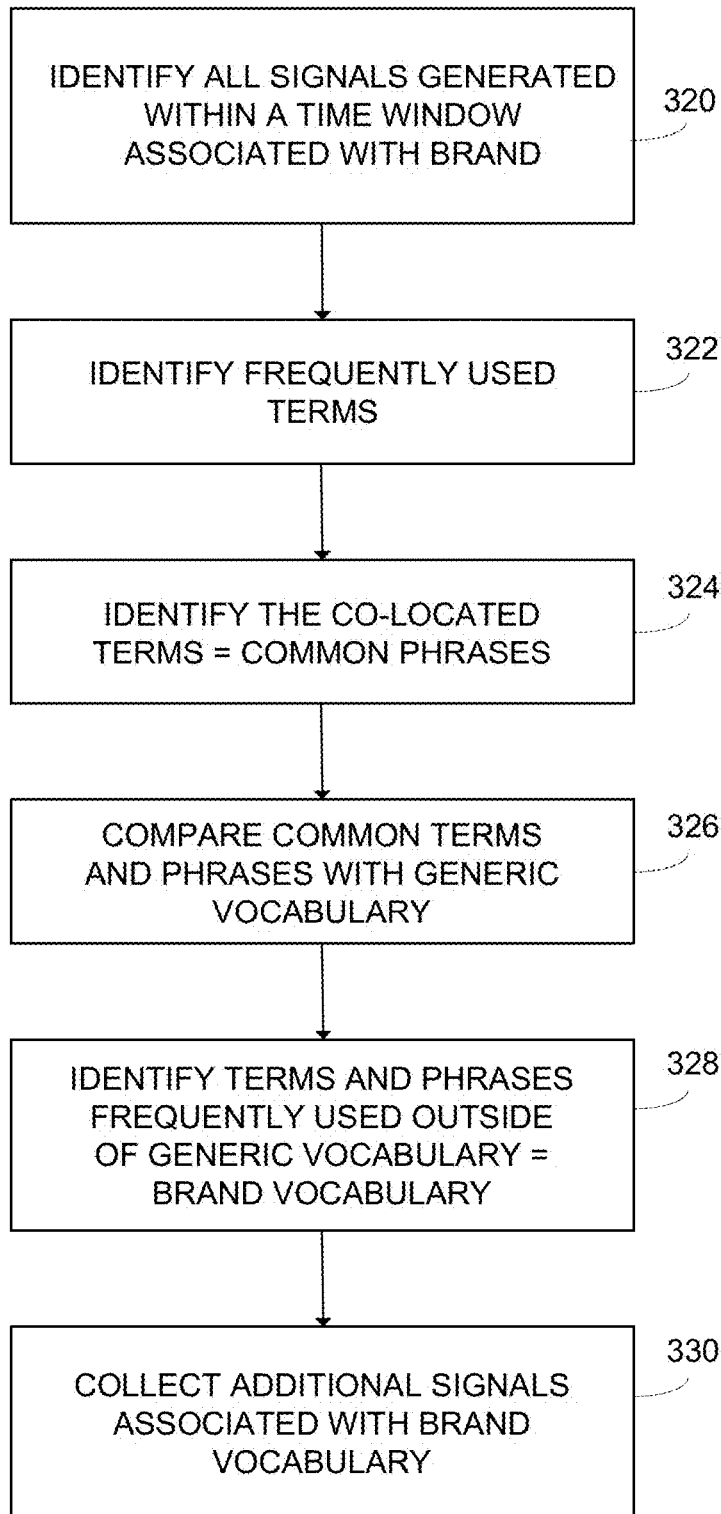 IDENTIFY ALL SIGNALS GENERATED
WITHIN A TIME WINDOW
ASSOCIATED WITH BRAND
320
IDENTIFY FREQUENTLY USED
TERMS
322
IDENTIFY THE CO-LOCATED
TERMS = COMMON PHRASES
324
COMPARE COMMON TERMS
AND PHRASES WITH GENERIC
VOCABULARY
326
IDENTIFY TERMS AND PHRASES
FREQUENTLY USED OUTSIDE
OF GENERIC VOCABULARY =
BRAND VOCABULARY
328
COLLECT ADDITIONAL SIGNALS
ASSOCIATED WITH BRAND
VOCABULARY
330